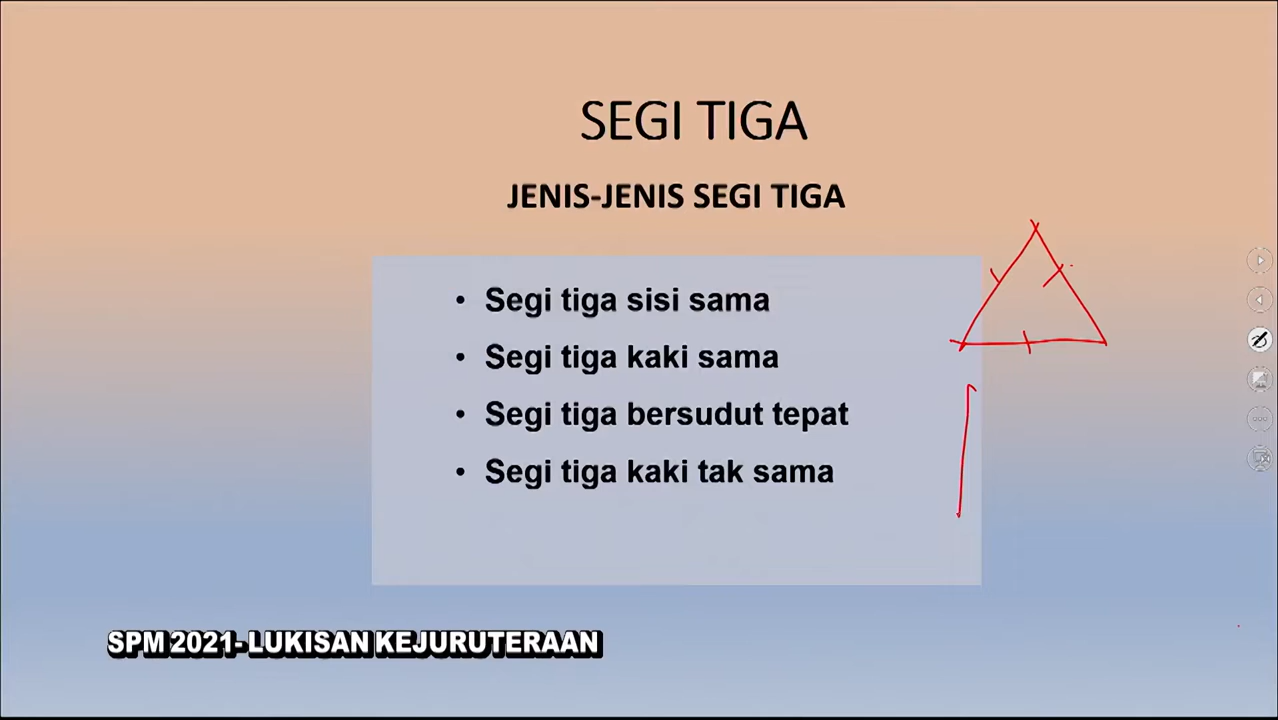 SEGI TIGA
JENIS-JENIS SEGI TIGA
• Segi tiga sisi sama
• Segi tiga kaki sama
• Segi tiga bersudut tepat
• Segi tiga kaki tak sama
SPM 2021- LUKISAN KEJURUTERAAN